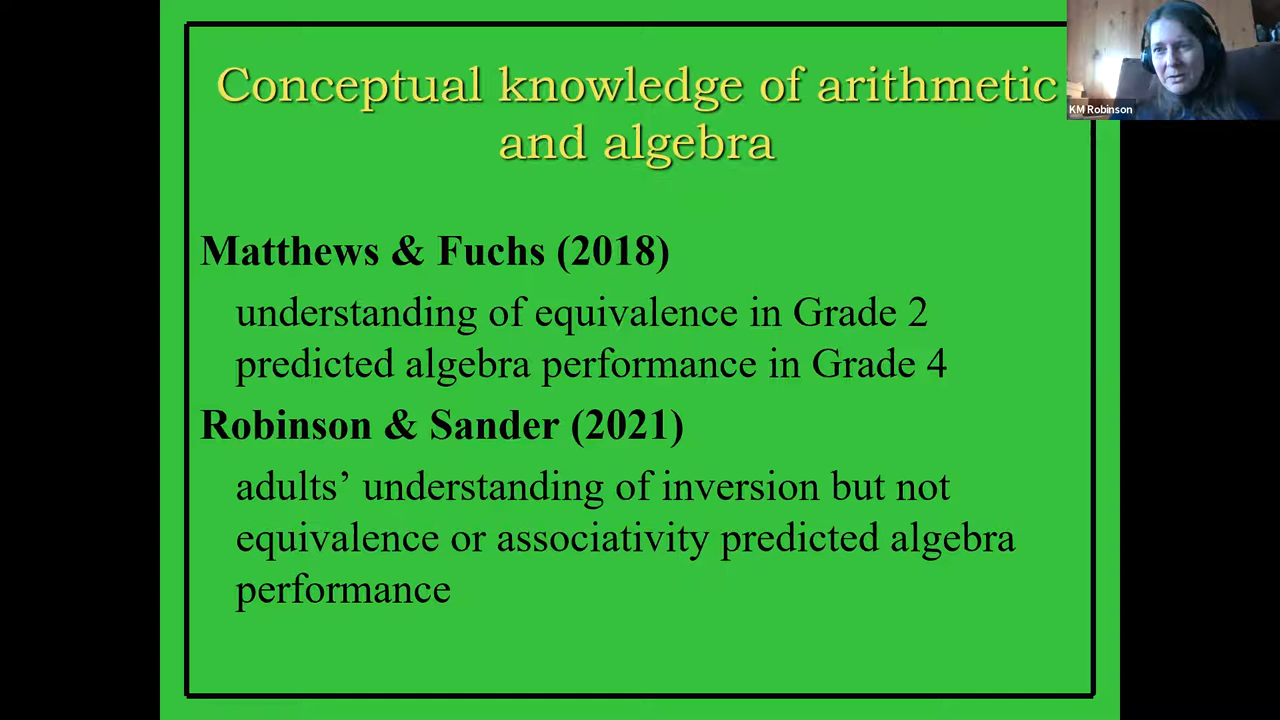 Conceptual knowledge of arithmetic
and algebra
KM Robinson
Matthews & Fuchs (2018)
understanding of equivalence in Grade 2
predicted algebra performance in Grade 4
Robinson & Sander (2021)
adults’ understanding of inversion but not
equivalence or associativity predicted algebra
performance